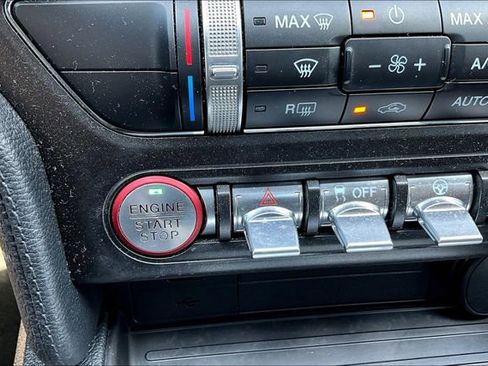 MAX
MAX
- +
A/
R
AUTO
ENGINE
START
STOP
OFF